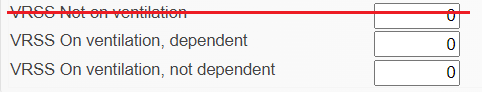 VRSS Not on ventilation 0
VRSS On ventilation, dependent 0
VRSS On ventilation, not dependent 0